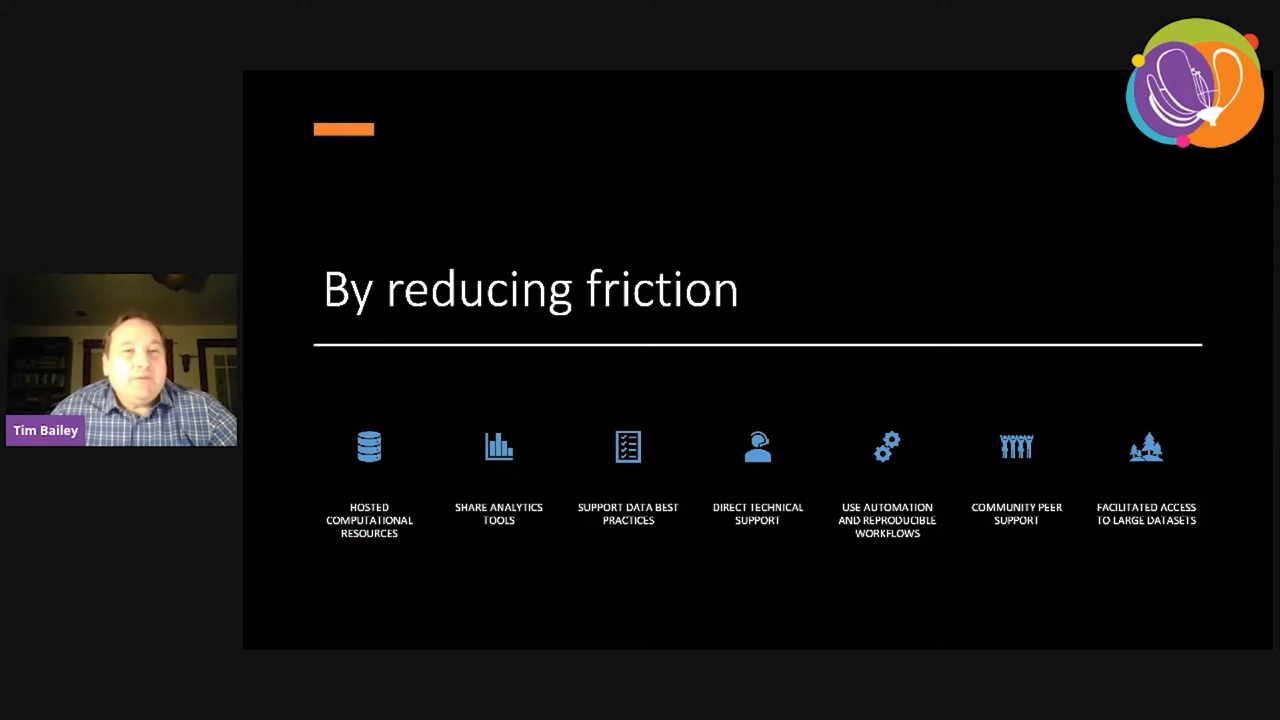 By reducing friction
HOSTED
COMPUTATIONAL
RESOURCES
SHARE ANALYTICS
TOOLS
SUPPORT DATA BEST
PRACTICES
DIRECT TECHNICAL
SUPPORT
USE AUTOMATION
AND REPRODUCIBLE
WORKFLOWS
COMMUNITY PEER
SUPPORT
FACILITATED ACCESS
TO LARGE DATASETS
Tim Bailey